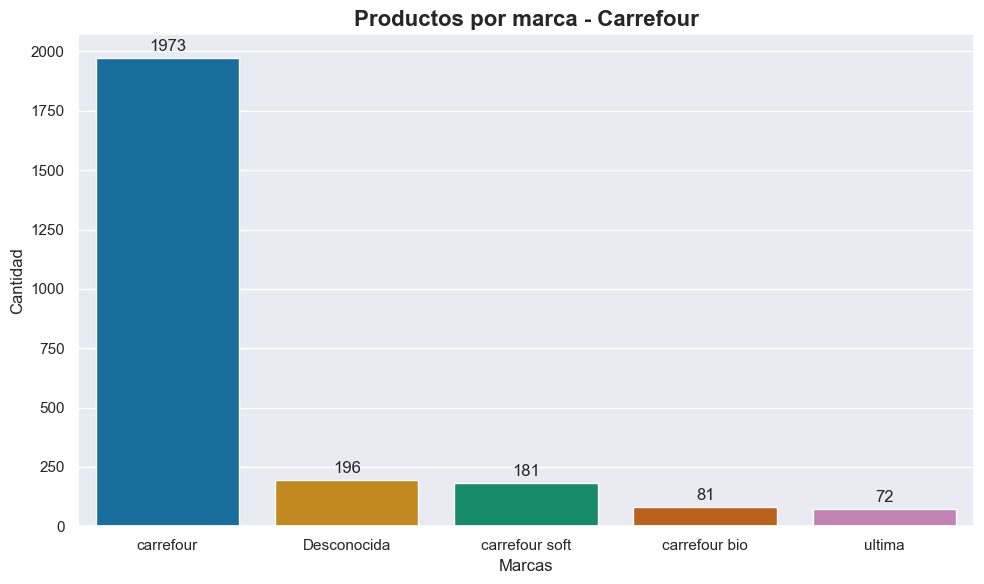 Productos por marca - Carrefour
Cantidad
2000
1750
1500
1250
1000
750
500
250
0
1973
196
181
81
72
carrefour
Desconocida
carrefour soft
carrefour bio
ultima
Marcas